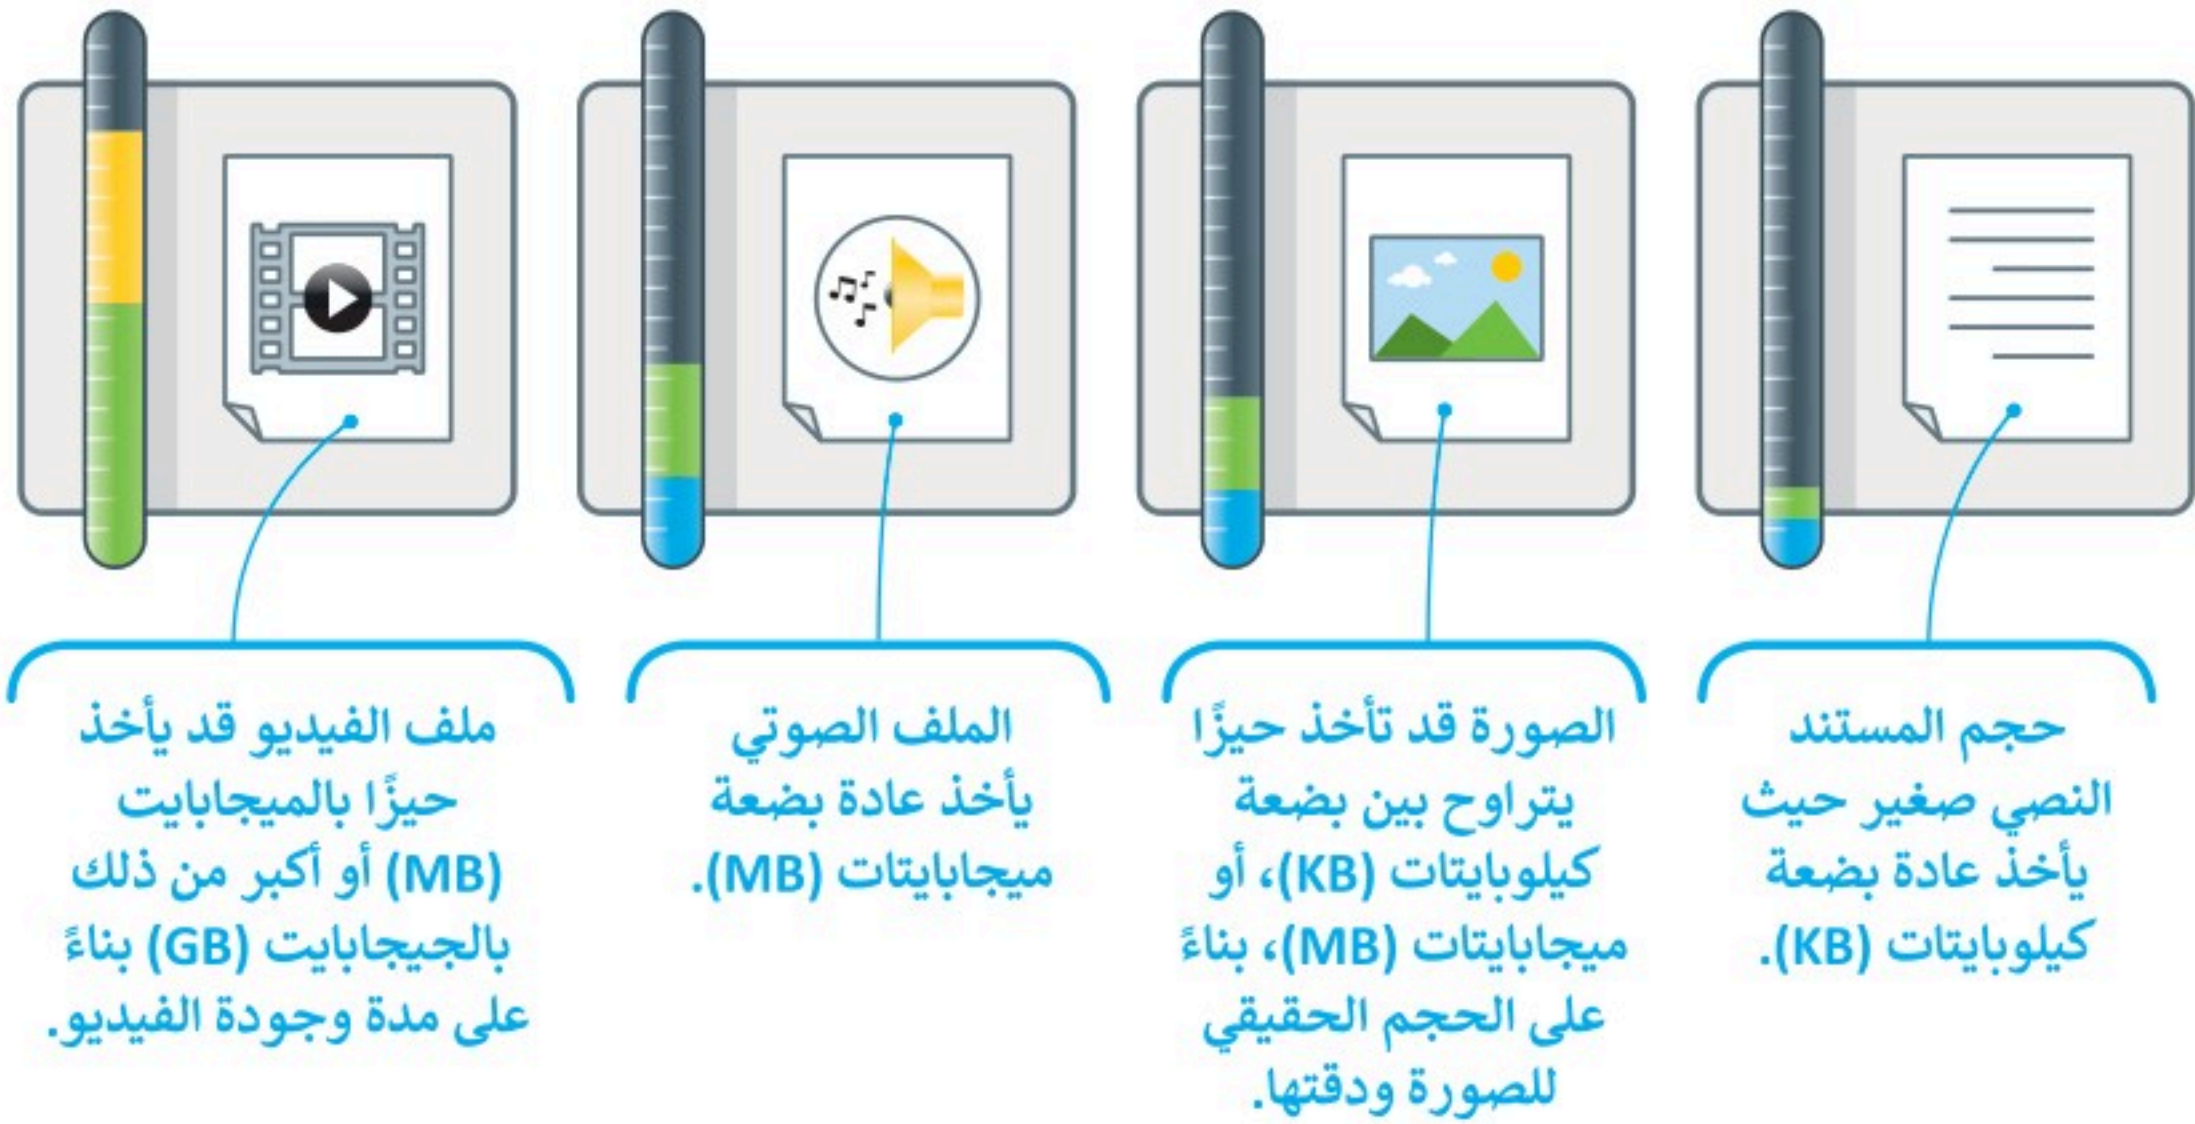 حجم المستند
النصي صغير حيث
يأخذ عادة بضعة
كيلوبايتات (KB).
الصورة قد تأخذ حيزًا
يتراوح بين بضعة
كيلوبايتات (KB)، أو
ميجابايتات (MB)، بناءً
على الحجم الحقيقي
للصورة ودقتها.
الملف الصوتي
يأخذ عادة بضعة
ميجابايتات (MB).
ملف الفيديو قد يأخذ
حيزًا بالميجابايت
(MB) أو أكبر من ذلك
بالجيجابايت (GB) بناءً
على مدة وجودة الفيديو.